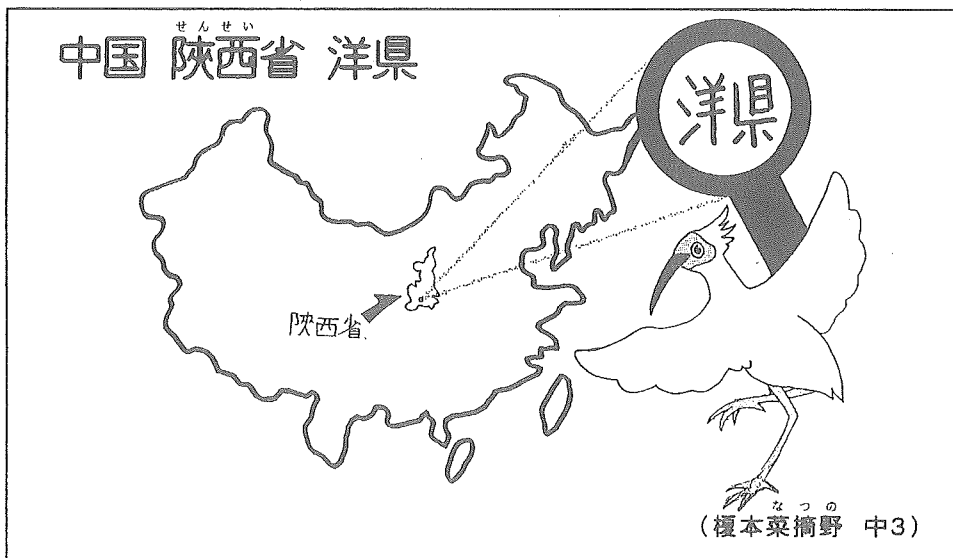 せんせい
中国 陝西省 洋県
洋県
陝西省
なつの
(榎本菜摘野 中3)